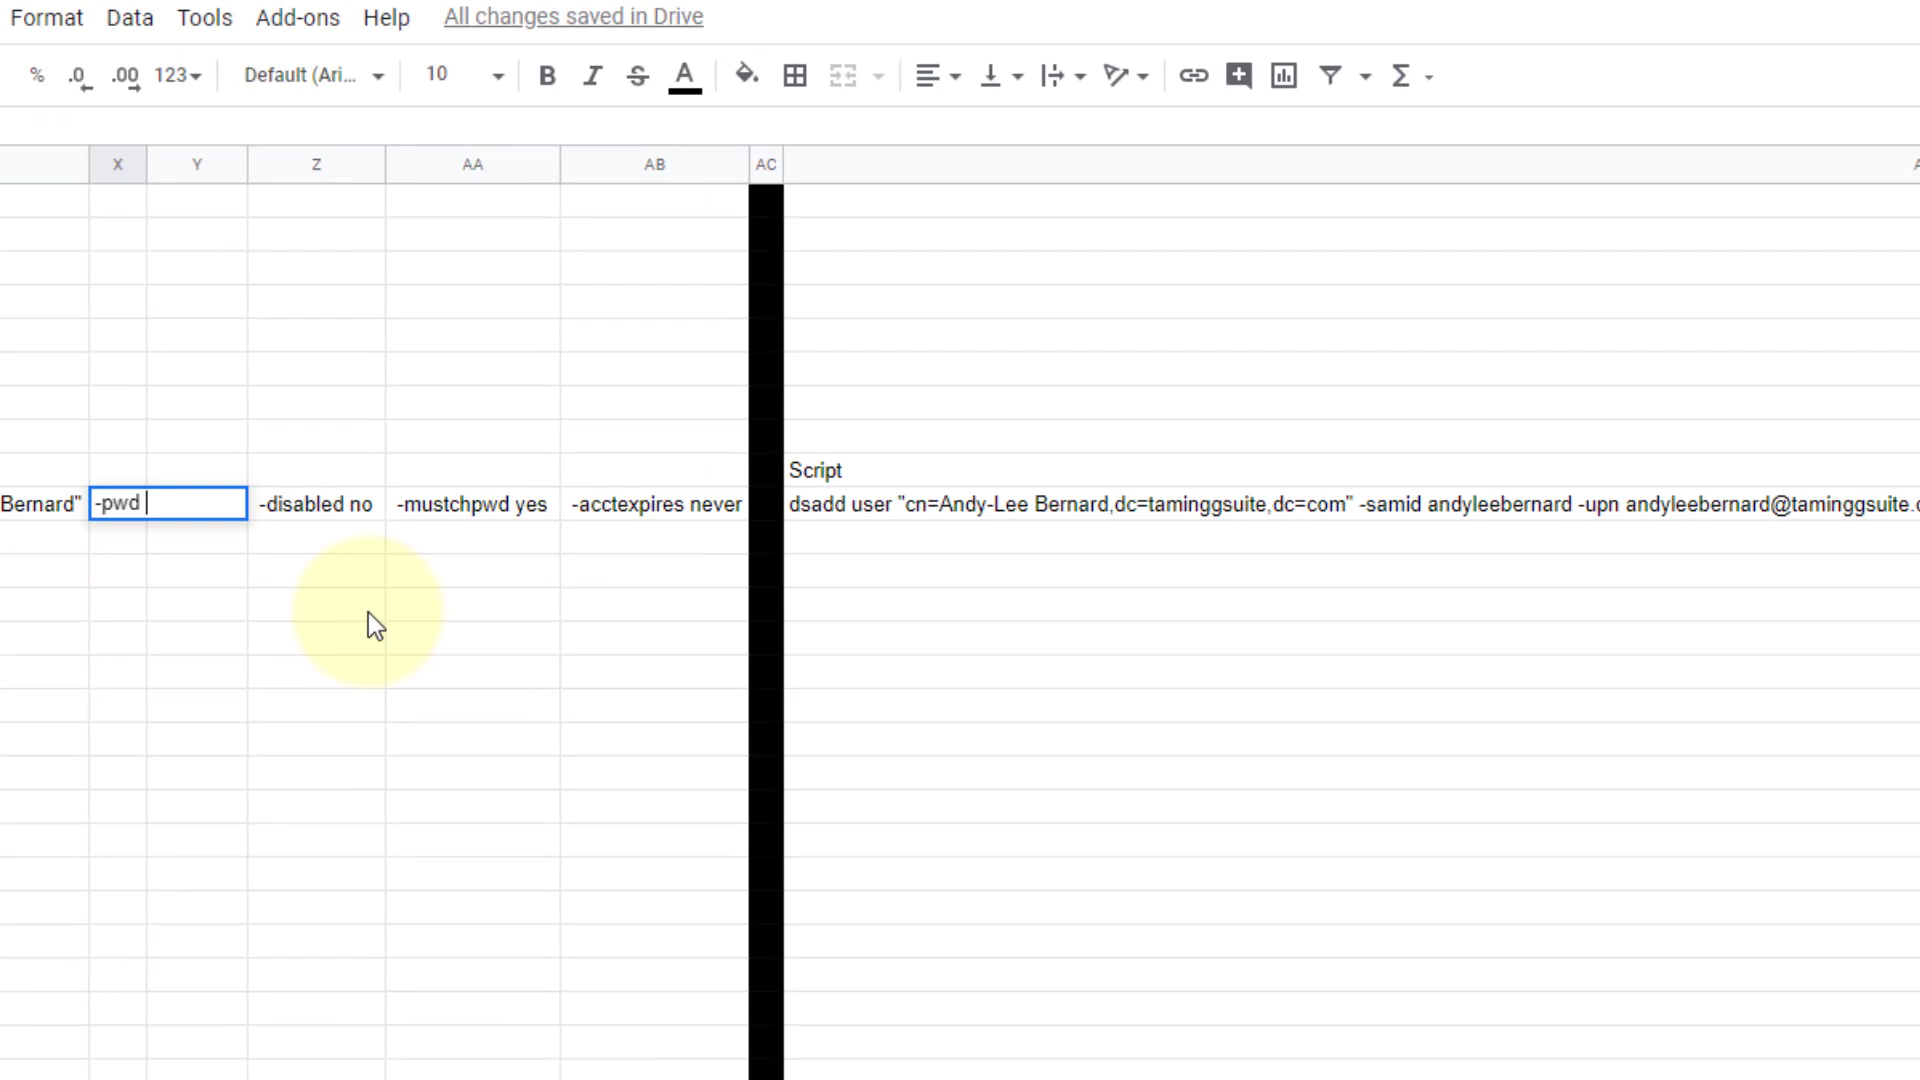 Format Data Tools Add-ons Help All changes saved in Drive
% .0 .00 123 Default (Ari... 10 B I S A Σ
X Y Z AA AB AC
Script
Bernard" -pwd -disabled no -mustchpwd yes -acctexpires never dsadd user "cn=Andy-Lee Bernard,dc=taminggsuite,dc=com" -samid andyleebernard -upn andyleebernard@taminggsuite.